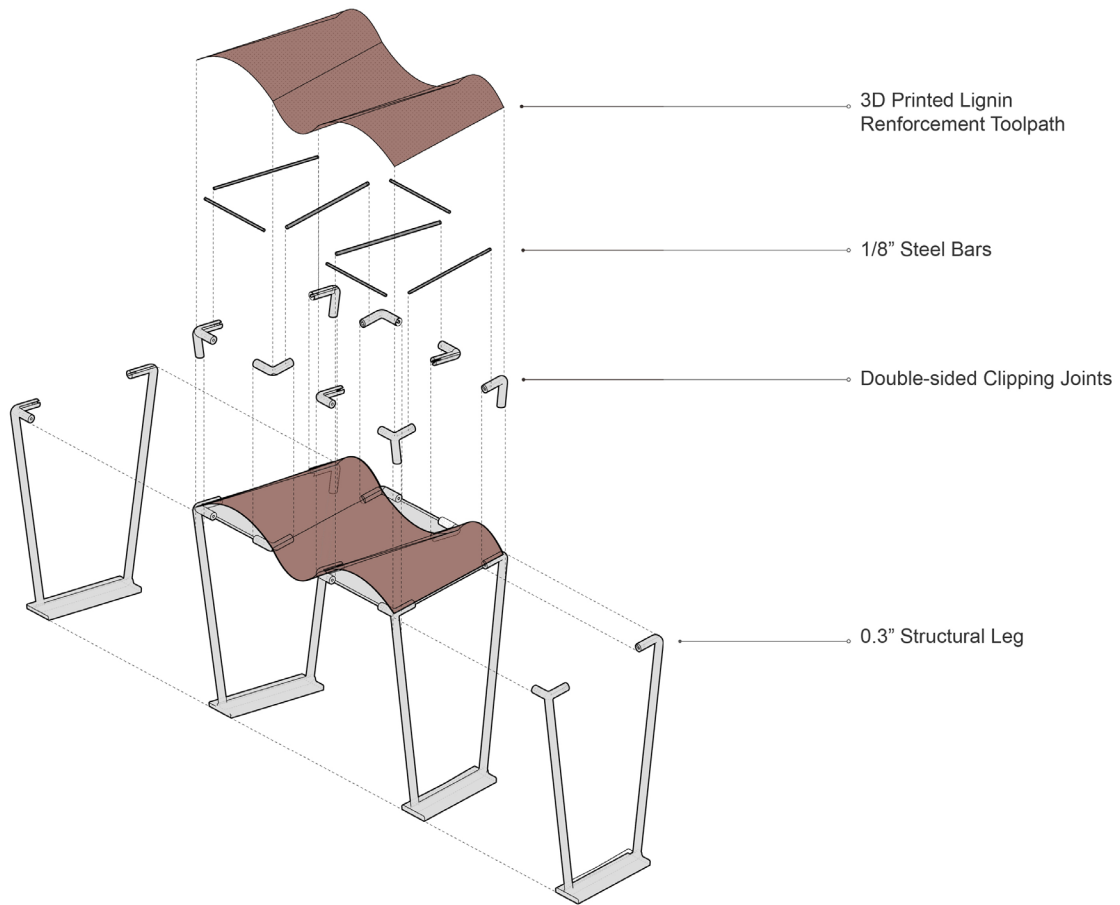 3D Printed Lignin
Renforcement Toolpath
1/8” Steel Bars
Double-sided Clipping Joints
0.3” Structural Leg